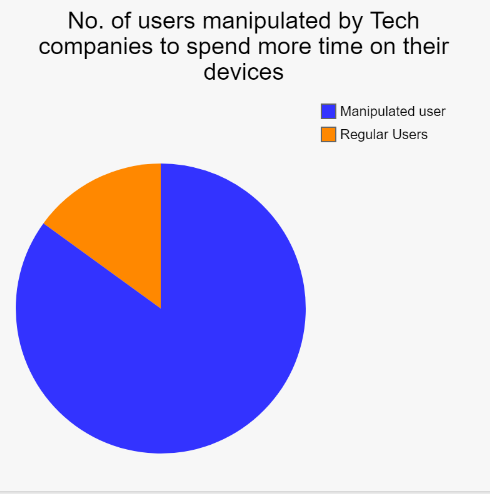 No. of users manipulated by Tech
companies to spend more time on their
devices
Manipulated user
Regular Users